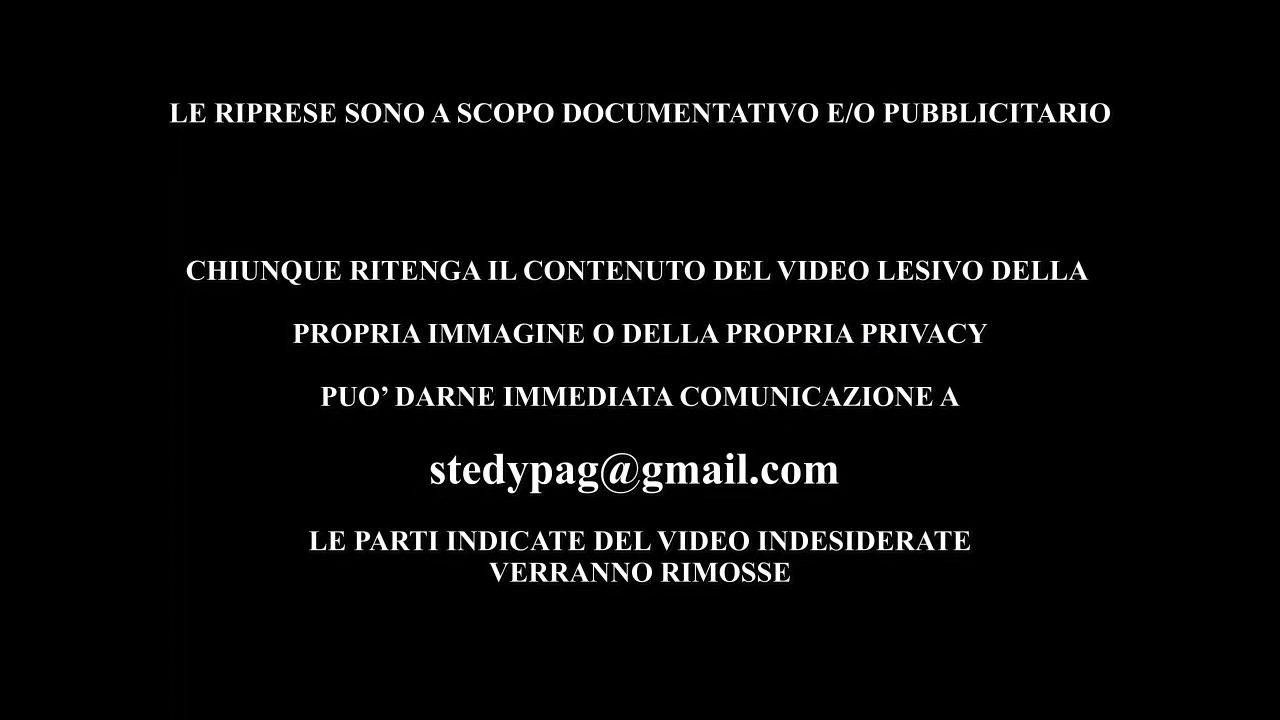 LE RIPRESE SONO A SCOPO DOCUMENTATIVO E/O PUBBLICITARIO
CHIUNQUE RITENGA IL CONTENUTO DEL VIDEO LESIVO DELLA
PROPRIA IMMAGINE O DELLA PROPRIA PRIVACY
PUO’ DARNE IMMEDIATA COMUNICAZIONE A
stedypag@gmail.com
LE PARTI INDICATE DEL VIDEO INDESIDERATE
VERRANNO RIMOSSE